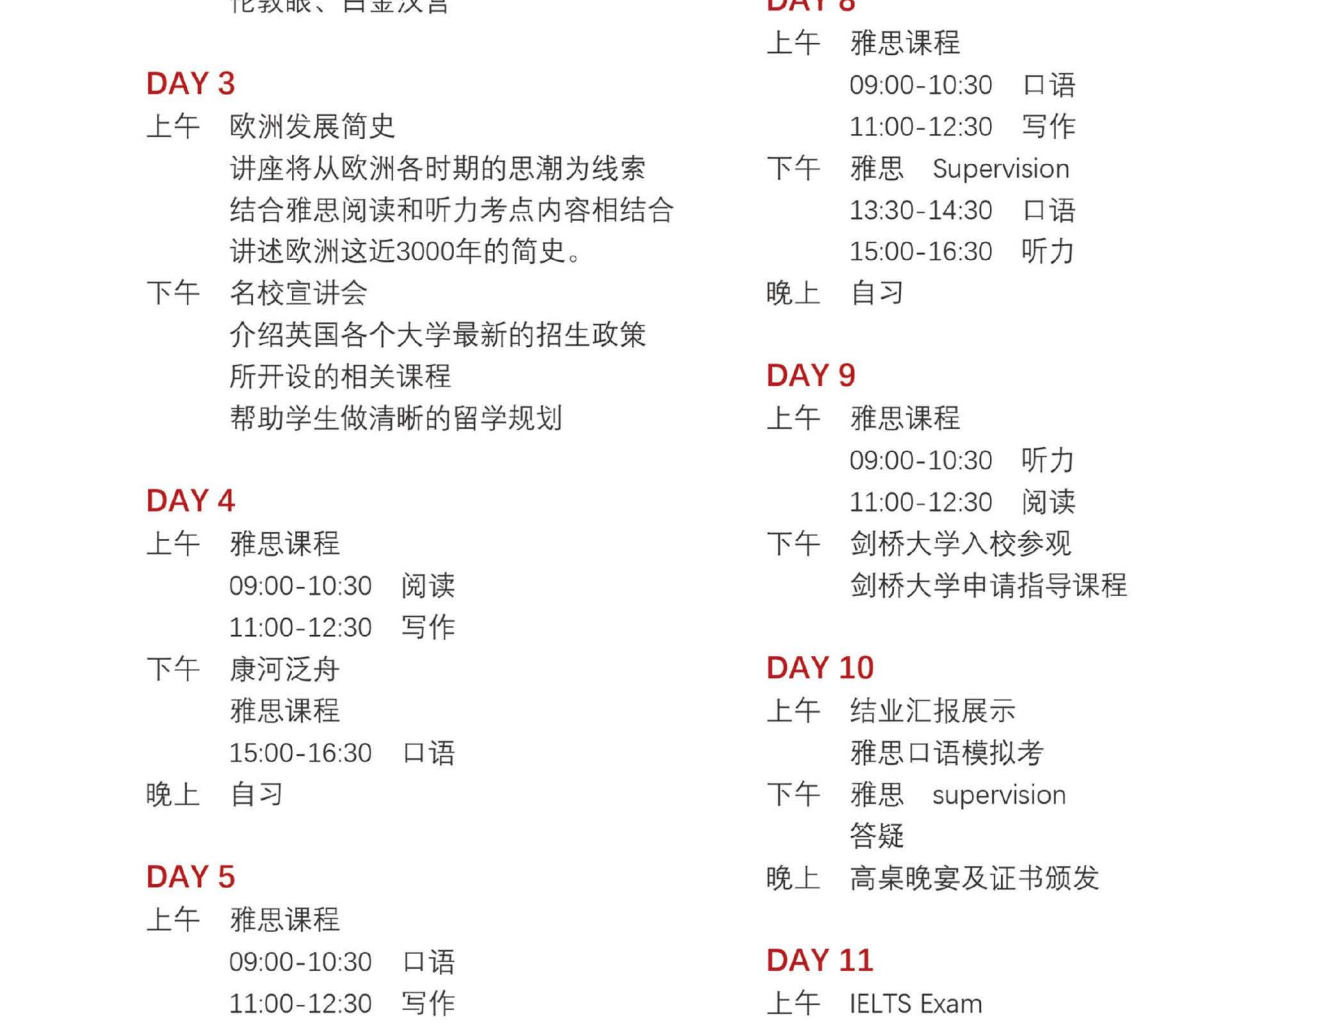 伦敦眼、白金汉宫
DAY 3
上午 欧洲发展简史
讲座将从欧洲各时期的思潮为线索
结合雅思阅读和听力考点内容相结合
讲述欧洲这近3000年的简史。
下午 名校宣讲会
介绍英国各个大学最新的招生政策
所开设的相关课程
帮助学生做清晰的留学规划
DAY 4
上午 雅思课程
09:00-10:30 阅读
11:00-12:30 写作
下午 康河泛舟
雅思课程
15:00-16:30 口语
晚上 自习
DAY 5
上午 雅思课程
09:00-10:30 口语
11:00-12:30 写作
DAY 8
上午 雅思课程
09:00-10:30 口语
11:00-12:30 写作
下午 雅思 Supervision
13:30-14:30 口语
15:00-16:30 听力
晚上 自习
DAY 9
上午 雅思课程
09:00-10:30 听力
11:00-12:30 阅读
下午 剑桥大学入校参观
剑桥大学申请指导课程
DAY 10
上午 结业汇报展示
雅思口语模拟考
下午 雅思 supervision
答疑
晚上 高桌晚宴及证书颁发
DAY 11
上午 IELTS Exam